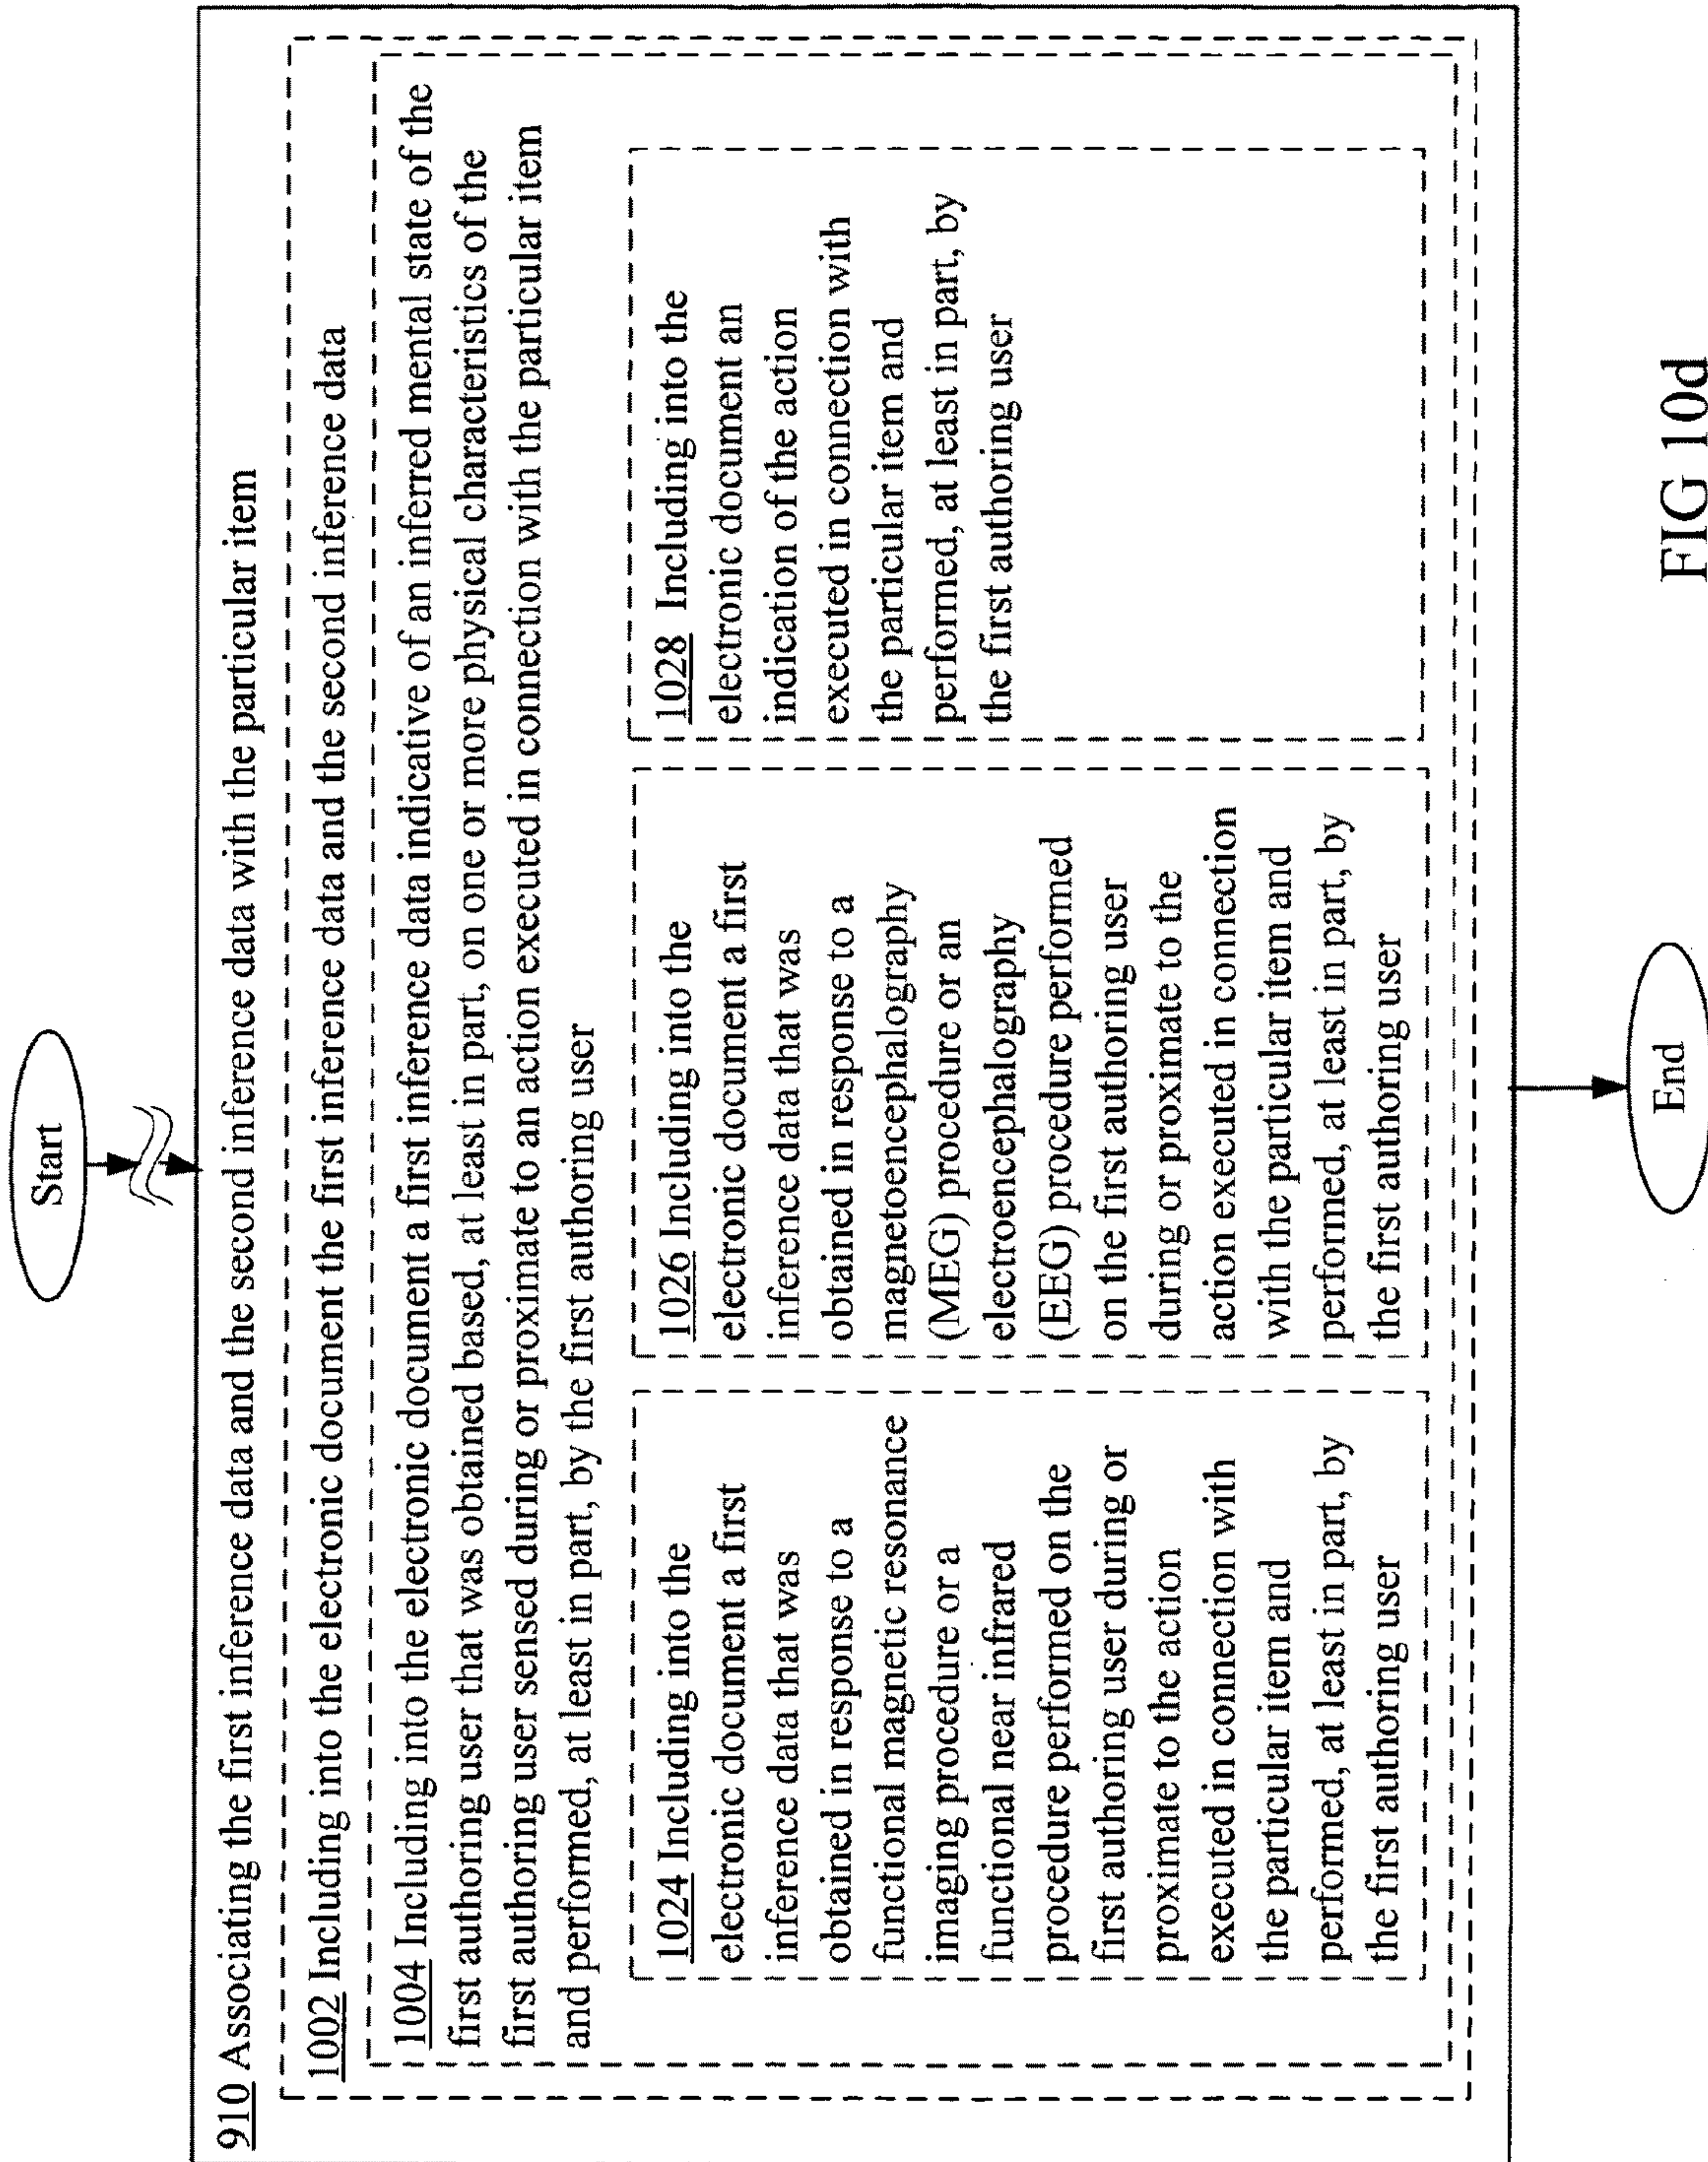 Start
910 Associating the first inference data and the second inference data with the particular item
1002 Including into the electronic document the first inference data and the second inference data
1004 Including into the electronic document a first inference data indicative of an inferred mental state of the
first authoring user that was obtained based, at least in part, on one or more physical characteristics of the
first authoring user sensed during or proximate to an action executed in connection with the particular item
and performed, at least in part, by the first authoring user
1024 Including into the
electronic document a first
inference data that was
obtained in response to a
functional magnetic resonance
imaging procedure or a
functional near infrared
procedure performed on the
first authoring user during or
proximate to the action
executed in connection with
the particular item and
performed, at least in part, by
the first authoring user
1026 Including into the
electronic document a first
inference data that was
obtained in response to a
magnetoencephalography
(MEG) procedure or an
electroencephalography
(EEG) procedure performed
on the first authoring user
during or proximate to the
action executed in connection
with the particular item and
performed, at least in part, by
the first authoring user
1028 Including into the
electronic document an
indication of the action
executed in connection with
the particular item and
performed, at least in part, by
the first authoring user
End
FIG 10d